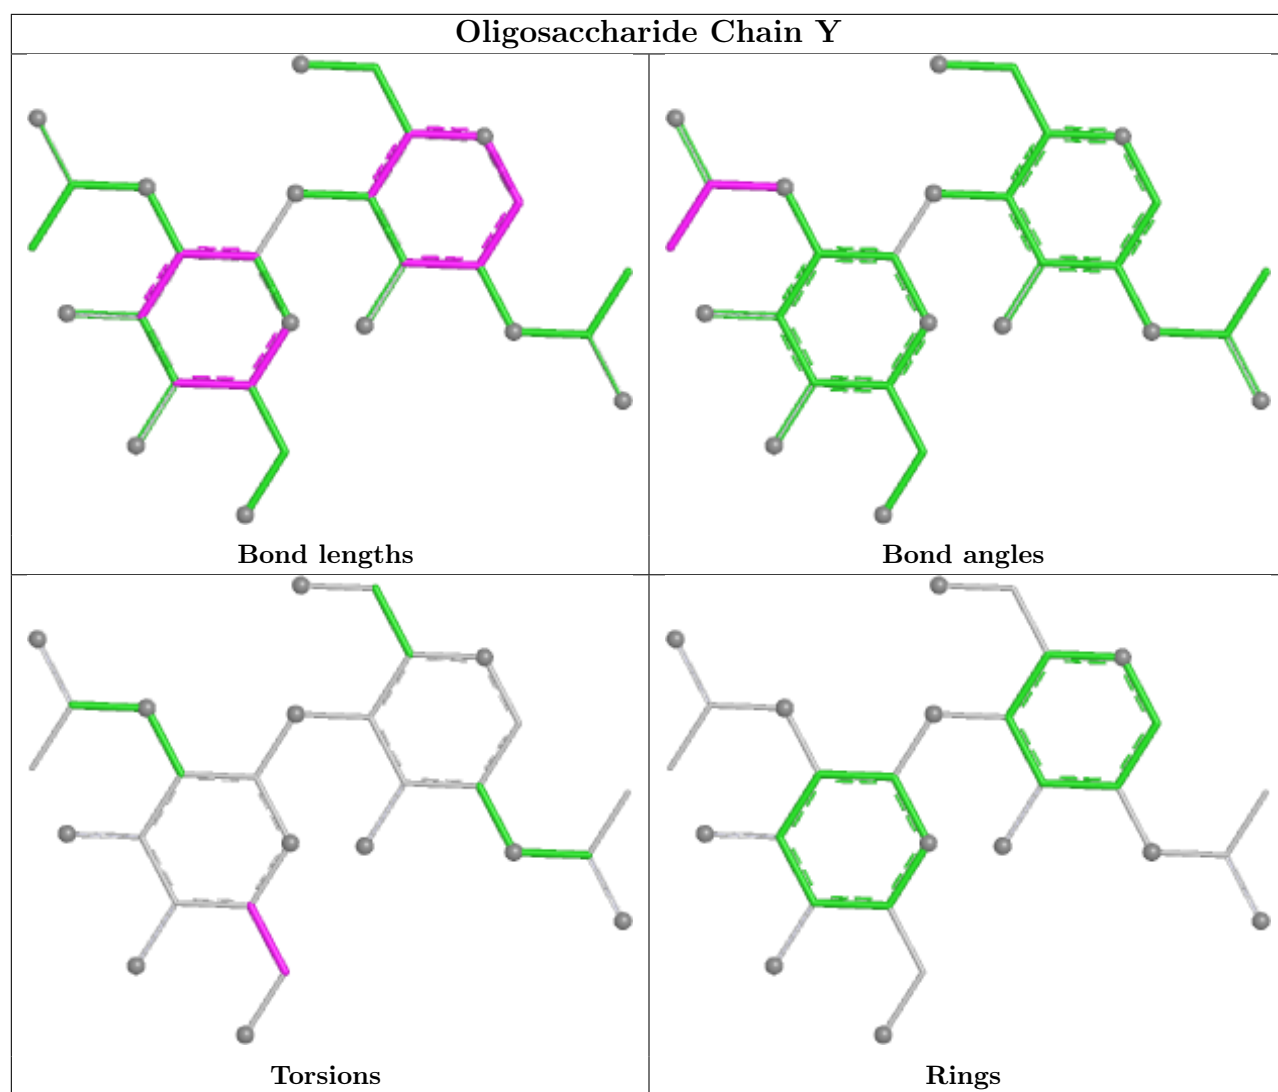 Oligosaccharide Chain Y
Bond lengths
Bond angles
Torsions
Rings